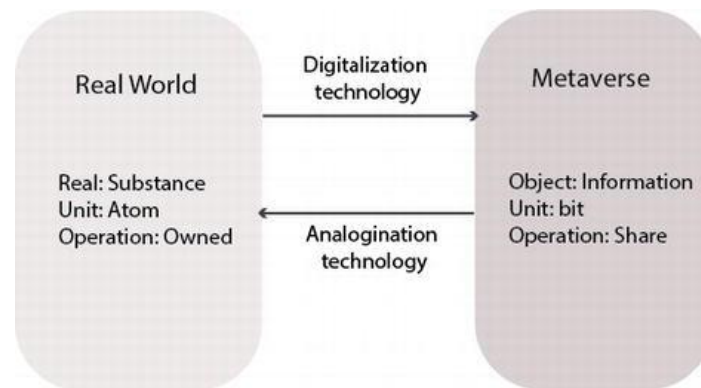 Real World
Real: Substance
Unit: Atom
Operation: Owned
Digitalization
technology
Analogination
technology
Metaverse
Object: Information
Unit: bit
Operation: Share